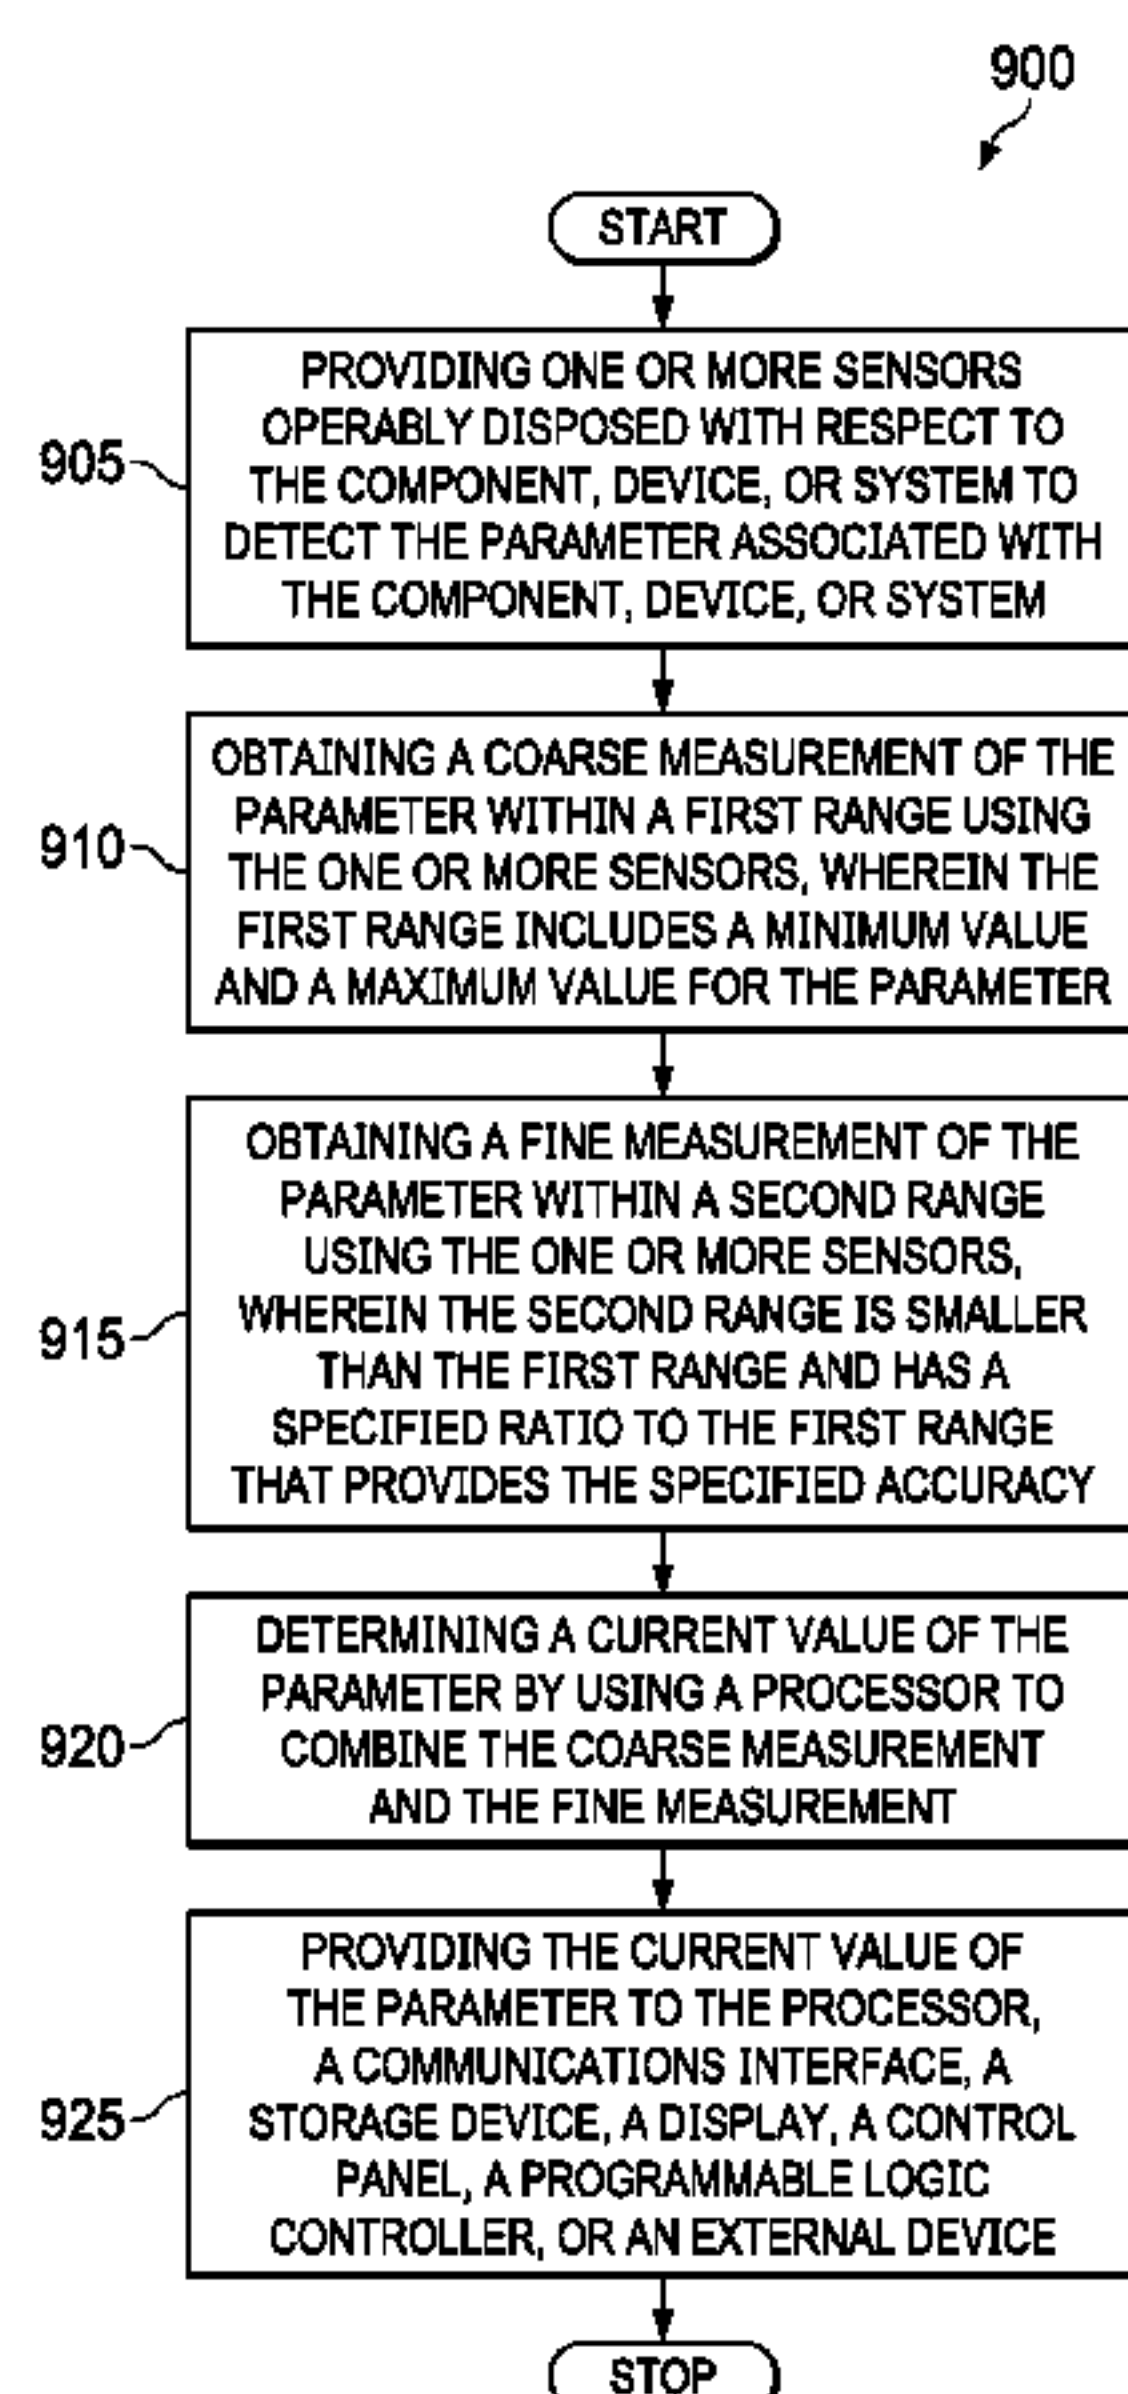 900
START
905
PROVIDING ONE OR MORE SENSORS
OPERABLY DISPOSED WITH RESPECT TO
THE COMPONENT, DEVICE, OR SYSTEM TO
DETECT THE PARAMETER ASSOCIATED WITH
THE COMPONENT, DEVICE, OR SYSTEM
910
OBTAINING A COARSE MEASUREMENT OF THE
PARAMETER WITHIN A FIRST RANGE USING
THE ONE OR MORE SENSORS, WHEREIN THE
FIRST RANGE INCLUDES A MINIMUM VALUE
AND A MAXIMUM VALUE FOR THE PARAMETER
915
OBTAINING A FINE MEASUREMENT OF THE
PARAMETER WITHIN A SECOND RANGE
USING THE ONE OR MORE SENSORS,
WHEREIN THE SECOND RANGE IS SMALLER
THAN THE FIRST RANGE AND HAS A
SPECIFIED RATIO TO THE FIRST RANGE
THAT PROVIDES THE SPECIFIED ACCURACY
920
DETERMINING A CURRENT VALUE OF THE
PARAMETER BY USING A PROCESSOR TO
COMBINE THE COARSE MEASUREMENT
AND THE FINE MEASUREMENT
925
PROVIDING THE CURRENT VALUE OF
THE PARAMETER TO THE PROCESSOR,
A COMMUNICATIONS INTERFACE, A
STORAGE DEVICE, A DISPLAY, A CONTROL
PANEL, A PROGRAMMABLE LOGIC
CONTROLLER, OR AN EXTERNAL DEVICE
STOP